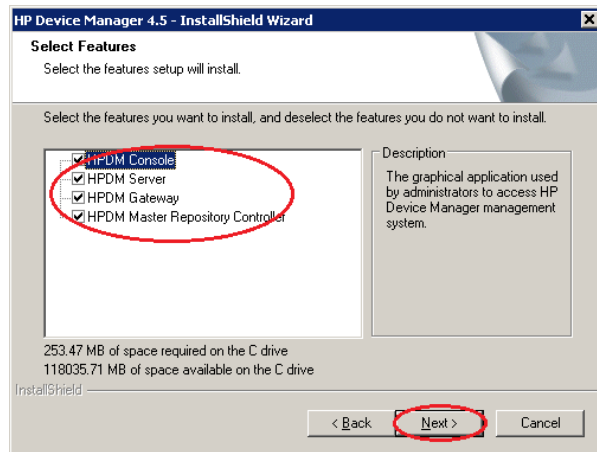 HP Device Manager 4.5 - InstallShield Wizard
Select Features
Select the features setup will install.
Select the features you want to install, and deselect the features you do not want to install.
HPDM Console
HPDM Server
HPDM Gateway
HPDM Master Repository Controller
Description
The graphical application used
by administrators to access HP
Device Manager management
system.
253.47 MB of space required on the C drive
118035.71 MB of space available on the C drive
InstallShield
< Back
Next >
Cancel